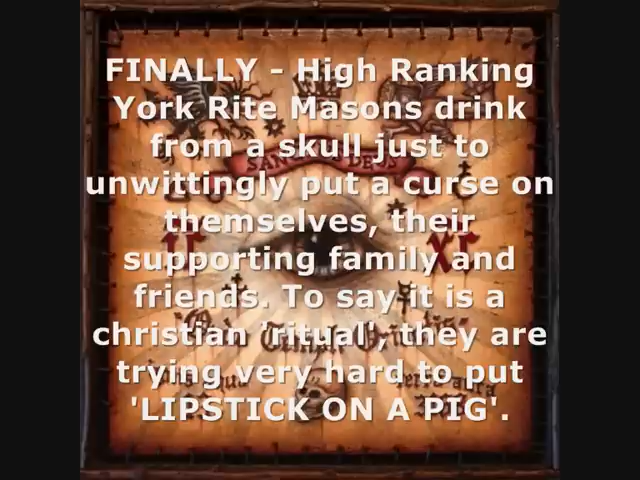 FINALLY - High Ranking
York Rite Masons drink
from a skull just to
unwittingly put a curse on
themselves, their
supporting family and
friends. To say it is a
christian 'ritual', they are
trying very hard to put
'LIPSTICK ON A PIG'.